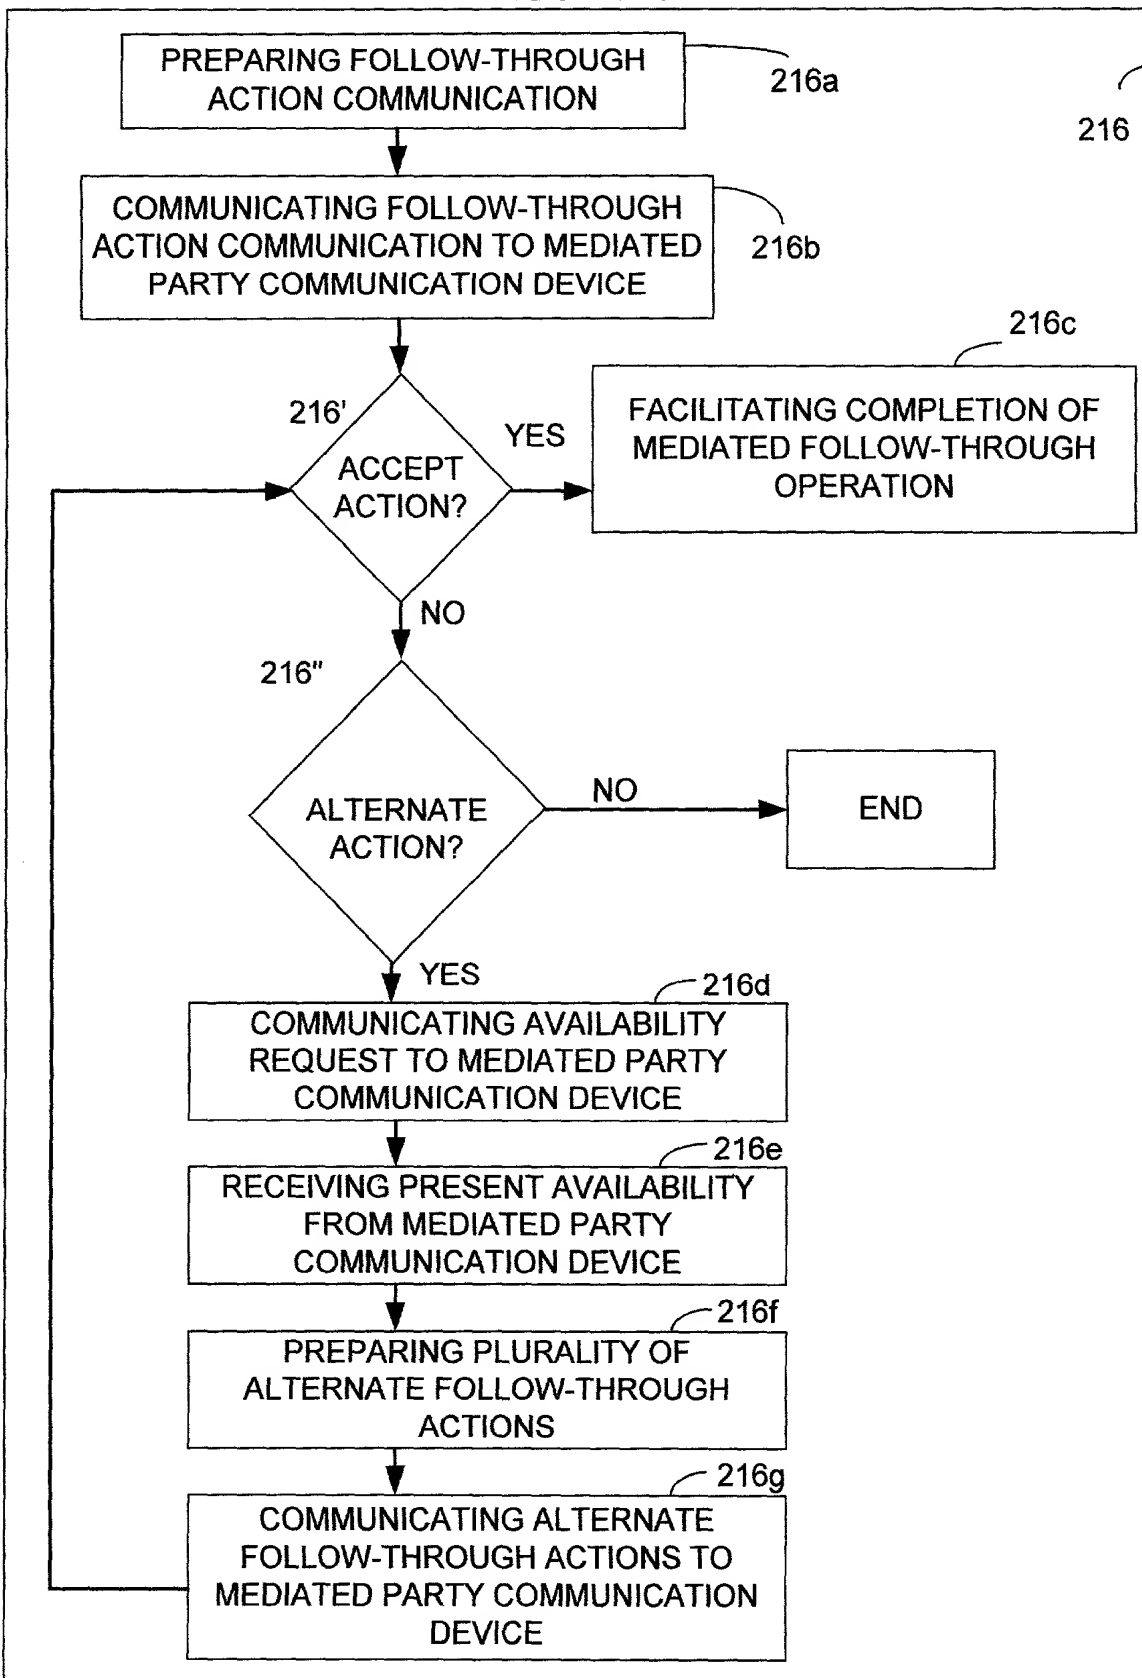 PREPARING FOLLOW-THROUGH
ACTION COMMUNICATION
216a
216
COMMUNICATING FOLLOW-THROUGH
ACTION COMMUNICATION TO MEDIATED
PARTY COMMUNICATION DEVICE
216b
216c
216'
ACCEPT
ACTION?
YES
FACILITATING COMPLETION OF
MEDIATED FOLLOW-THROUGH
OPERATION
NO
216"
ALTERNATE
ACTION?
NO
END
YES
216d
COMMUNICATING AVAILABILITY
REQUEST TO MEDIATED PARTY
COMMUNICATION DEVICE
216e
RECEIVING PRESENT AVAILABILITY
FROM MEDIATED PARTY
COMMUNICATION DEVICE
216f
PREPARING PLURALITY OF
ALTERNATE FOLLOW-THROUGH
ACTIONS
216g
COMMUNICATING ALTERNATE
FOLLOW-THROUGH ACTIONS TO
MEDIATED PARTY COMMUNICATION
DEVICE